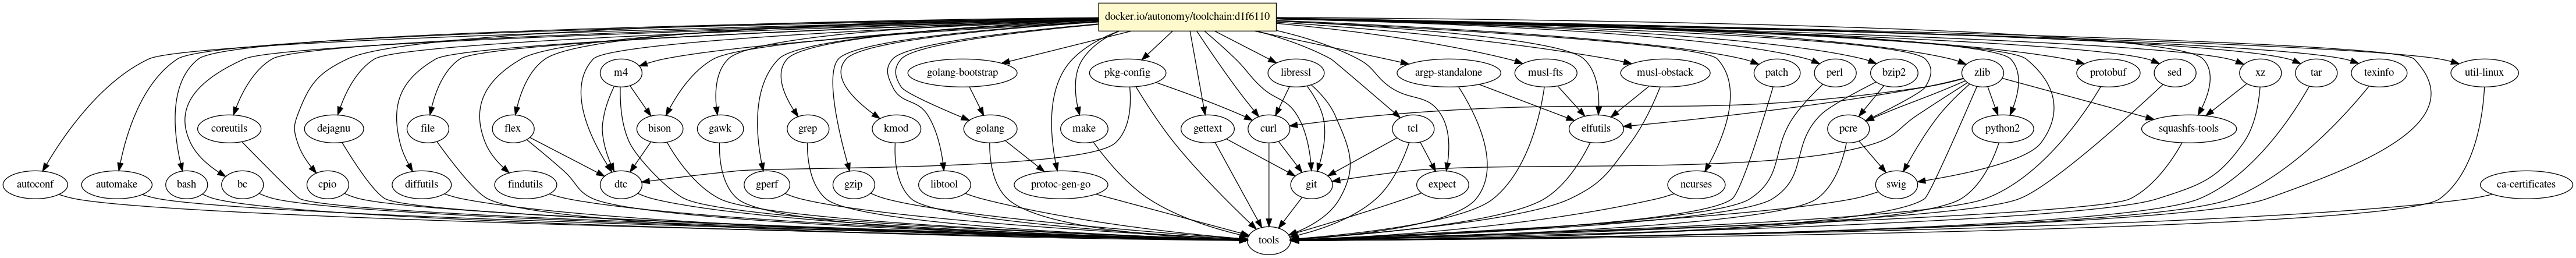 docker.io/autonomy/toolchain:d1f6110
m4
golang-bootstrap
pkg-config
libressl
argp-standalone
musl-fts
musl-obstack
patch
perl
bzip2
zlib
protobuf
sed
xz
tar
texinfo
util-linux
coreutils
dejagnu
file
flex
bison
gawk
grep
kmod
golang
make
gettext
curl
tcl
elfutils
pcre
python2
squashfs-tools
autoconf
automake
bash
bc
cpio
diffutils
findutils
dtc
gperf
gzip
libtool
protoc-gen-go
git
expect
ncurses
swig
ca-certificates
tools